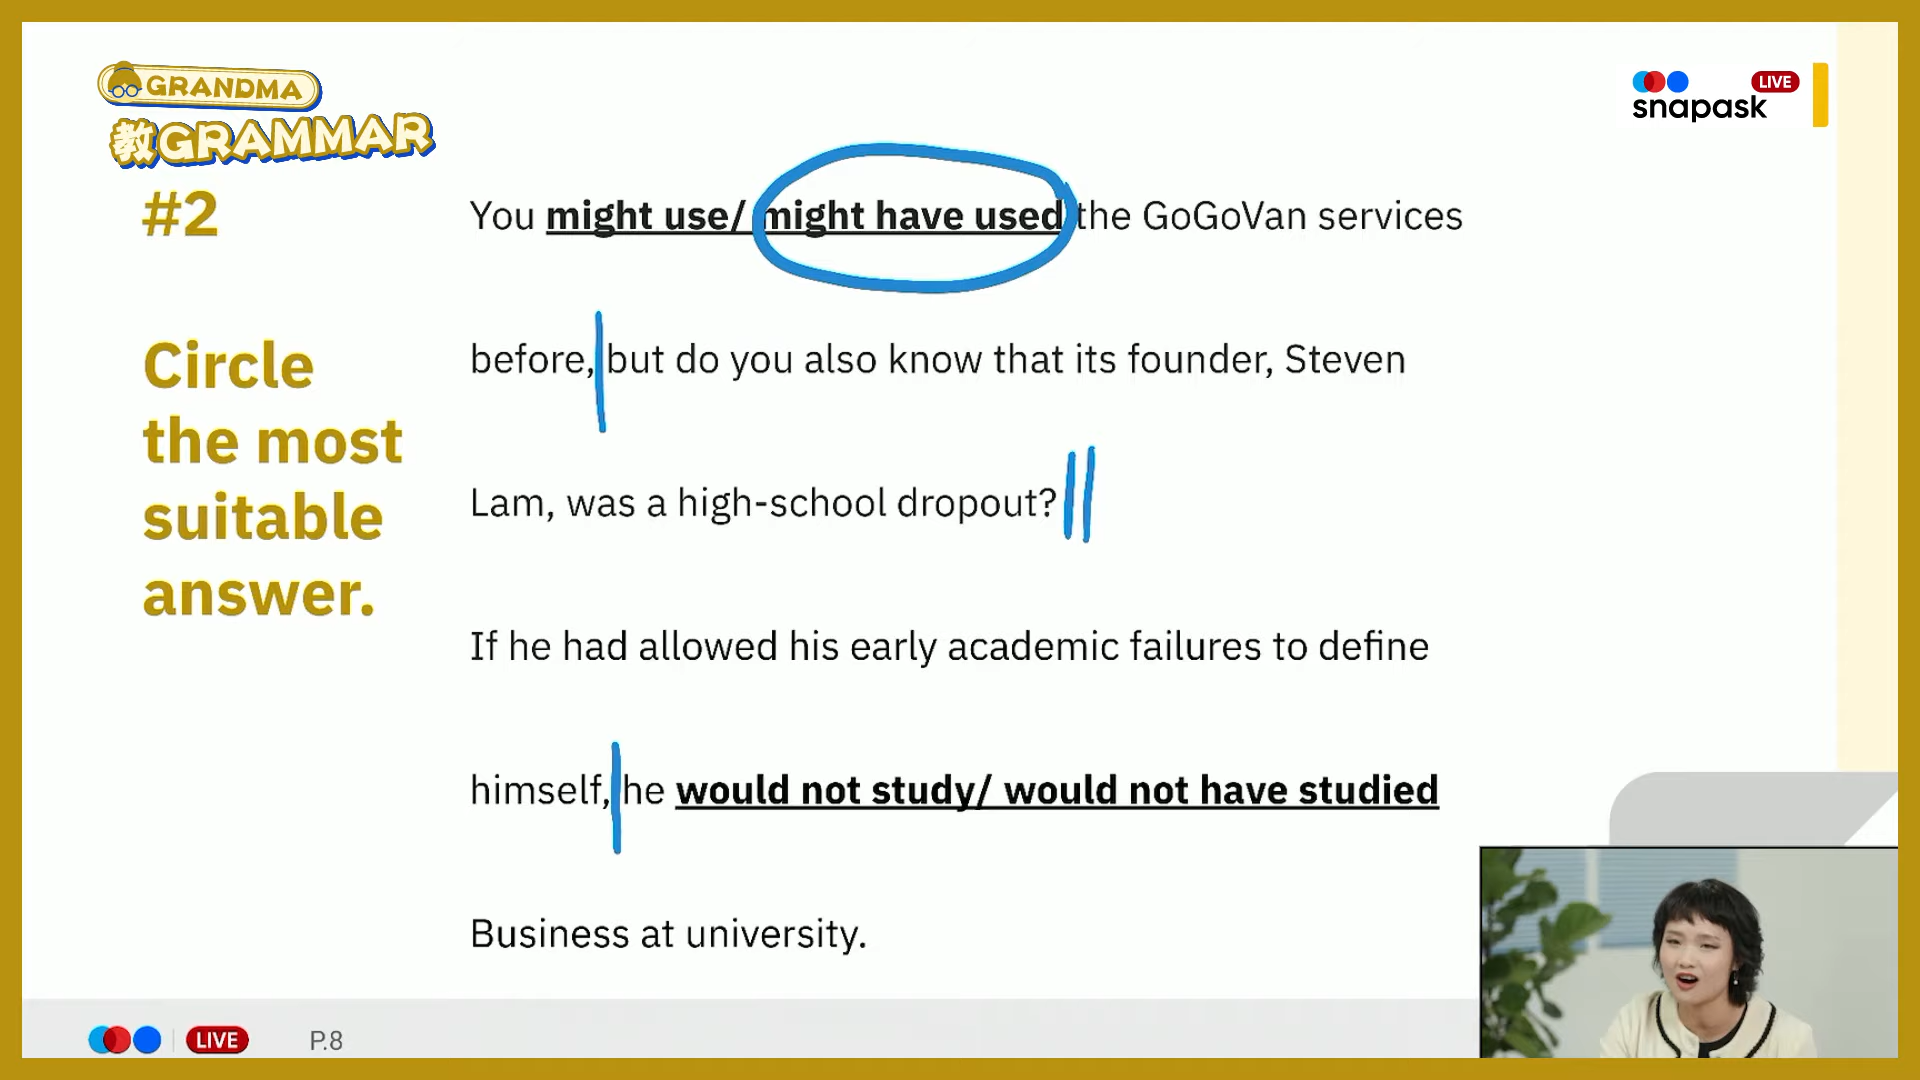 GRANDMA
教GRAMMAR
LIVE
snapask
#2
Circle
the most
suitable
answer.
You might use/ might have used the GoGoVan services
before, but do you also know that its founder, Steven
Lam, was a high-school dropout?
If he had allowed his early academic failures to define
himself, he would not study/ would not have studied
Business at university.
LIVE
P.8